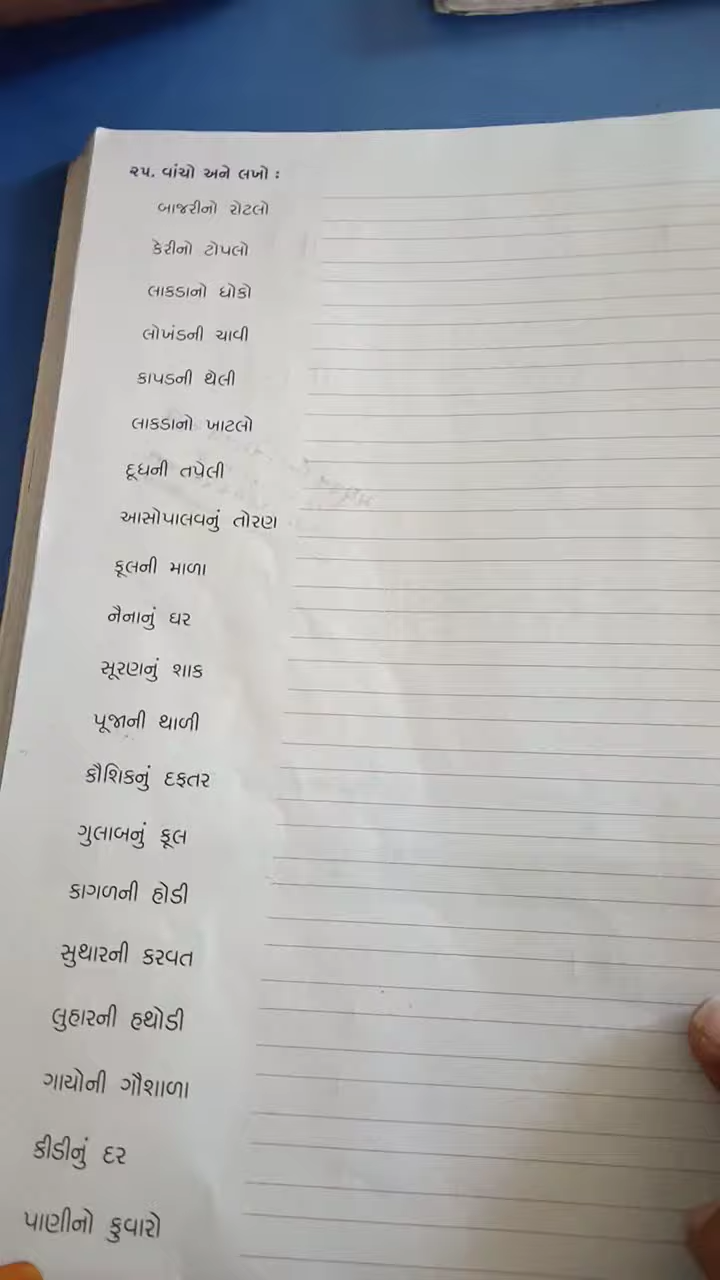 ૨૫. વાંચો અને લખો :
બાજરીનો રોટલો
કેરીનો ટોપલો
લાકડાનો ધોકો
લોખંડની ચાવી
કાપડની થેલી
લાકડાનો ખાટલો
દૂધની તપેલી
આસોપાલવનું તોરણ
ફૂલની માળા
નૈનાનું ઘર
સૂરણનું શાક
પૂજાની થાળી
કૌશિકનું દફતર
ગુલાબનું ફૂલ
કાગળની હોડી
સુથારની કરવત
લુહારની હથોડી
ગાયોની ગૌશાળા
કીડીનું દર
પાણીનો ફુવારો